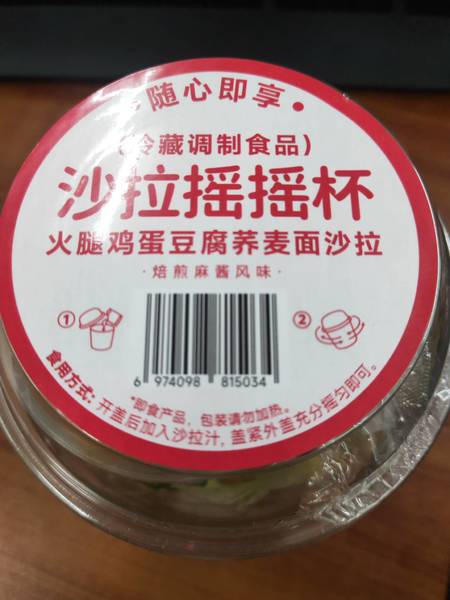 随心即享
(冷藏调制食品)
沙拉摇摇杯
火腿鸡蛋豆腐荞麦面沙拉
·焙煎麻酱风味·
①
②
6 974098 815034
*即食产品，包装请勿加热。
食用方式：开盖后加入沙拉汁，盖紧外盖充分摇匀即可。